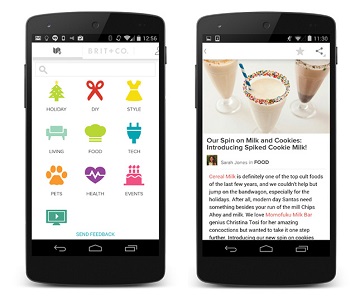 12:56
BRIT+CO.
HOLIDAY
DIY
STYLE
LIVING
FOOD
TECH
PETS
HEALTH
EVENTS
SEND FEEDBACK
11:30
Our Spin on Milk and Cookies:
Introducing Spiked Cookie Milk!
Sarah Jones in FOOD
Cereal Milk is definitely one of the top cult foods
of the last few years, and we couldn't help but
jump on the bandwagon, especially for the
holidays. After all, modern day Santas need
something besides your run of the mill Chips
Ahoy and milk. We love Momofuku Milk Bar
genius Christina Tosi for her amazing
concoctions but wanted to take it one step
further. Introducing our new spin on cookies